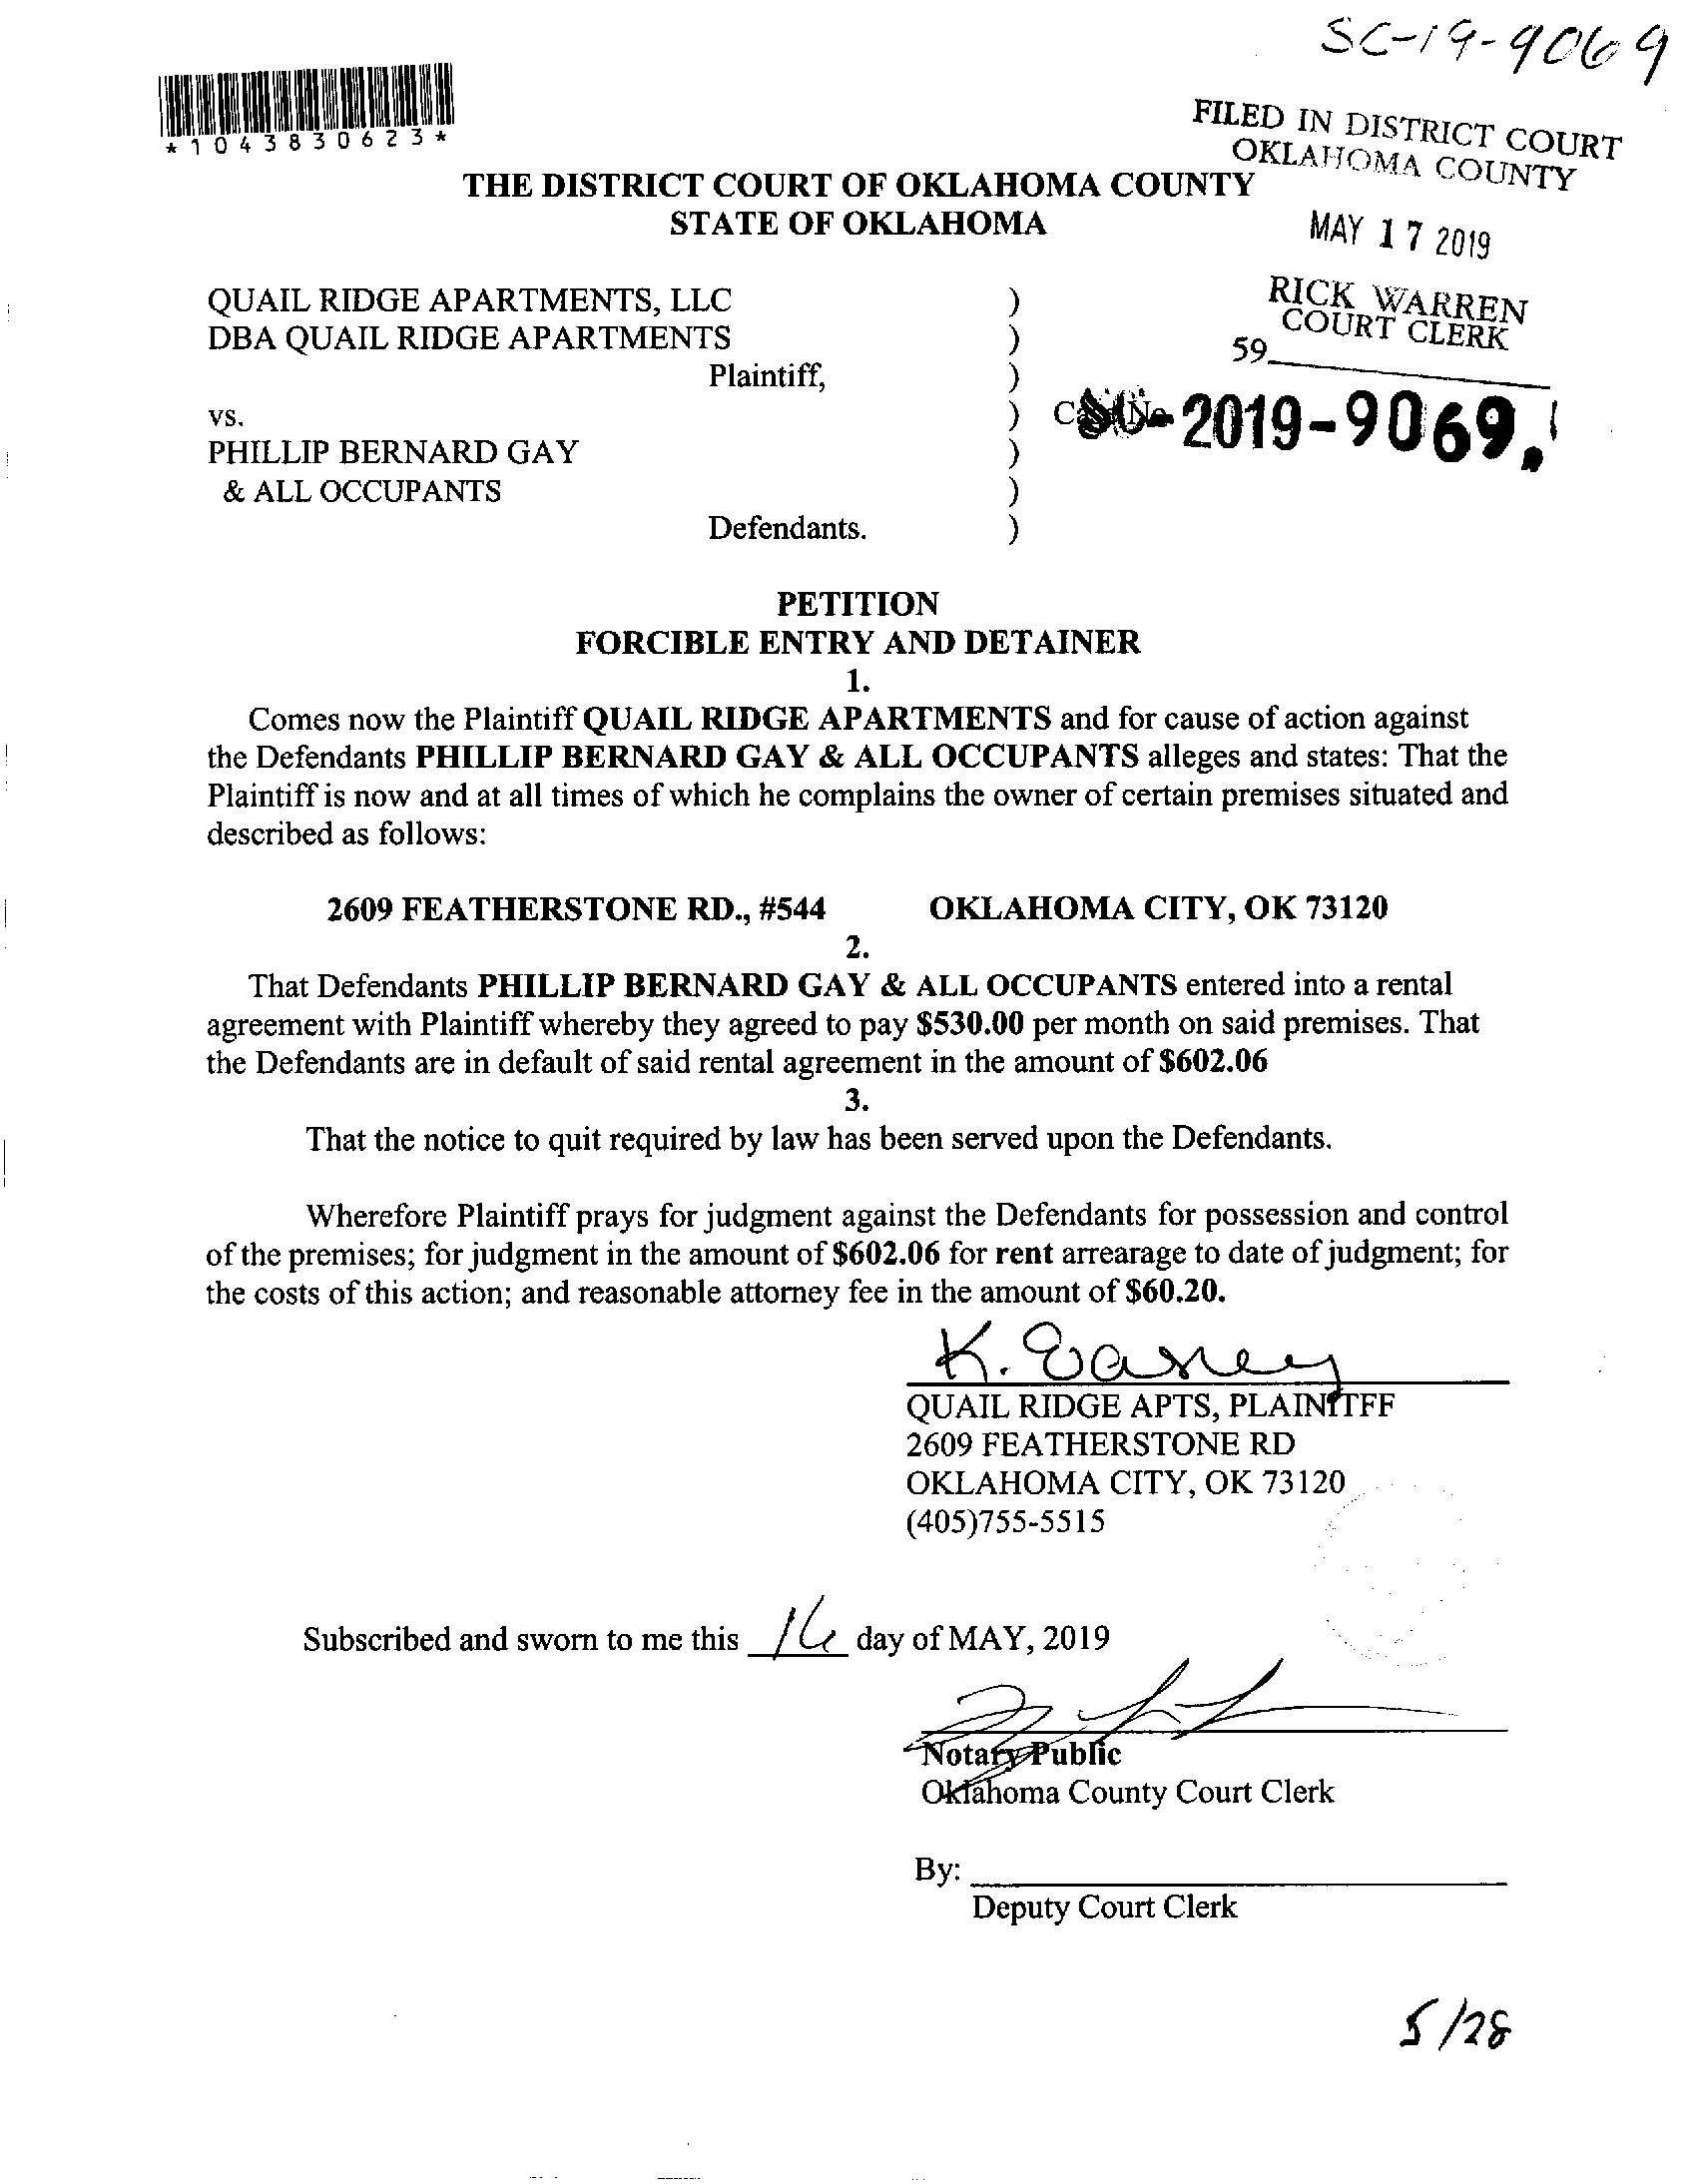 SC-19-9069
*1043830623*
FILED IN DISTRICT COURT
OKLAHOMA COUNTY
THE DISTRICT COURT OF OKLAHOMA COUNTY
STATE OF OKLAHOMA
MAY 17 2019
QUAIL RIDGE APARTMENTS, LLC )
DBA QUAIL RIDGE APARTMENTS )
Plaintiff, )
RICK WARREN
COURT CLERK
59
vs. )
2019-9069
PHILLIP BERNARD GAY )
& ALL OCCUPANTS )
Defendants. )
PETITION
FORCIBLE ENTRY AND DETAINER
1.
Comes now the Plaintiff QUAIL RIDGE APARTMENTS and for cause of action against
the Defendants PHILLIP BERNARD GAY & ALL OCCUPANTS alleges and states: That the
Plaintiff is now and at all times of which he complains the owner of certain premises situated and
described as follows:
2609 FEATHERSTONE RD., #544 OKLAHOMA CITY, OK 73120
2.
That Defendants PHILLIP BERNARD GAY & ALL OCCUPANTS entered into a rental
agreement with Plaintiff whereby they agreed to pay $530.00 per month on said premises. That
the Defendants are in default of said rental agreement in the amount of $602.06
3.
That the notice to quit required by law has been served upon the Defendants.
Wherefore Plaintiff prays for judgment against the Defendants for possession and control
of the premises; for judgment in the amount of $602.06 for rent arrearage to date of judgment; for
the costs of this action; and reasonable attorney fee in the amount of $60.20.
K.
QUAIL RIDGE APTS, PLAINITFF
2609 FEATHERSTONE RD
OKLAHOMA CITY, OK 73120
(405)755-5515
Subscribed and sworn to me this 16 day of MAY, 2019
Notary Public
Oklahoma County Court Clerk
By:
Deputy Court Clerk
5/28